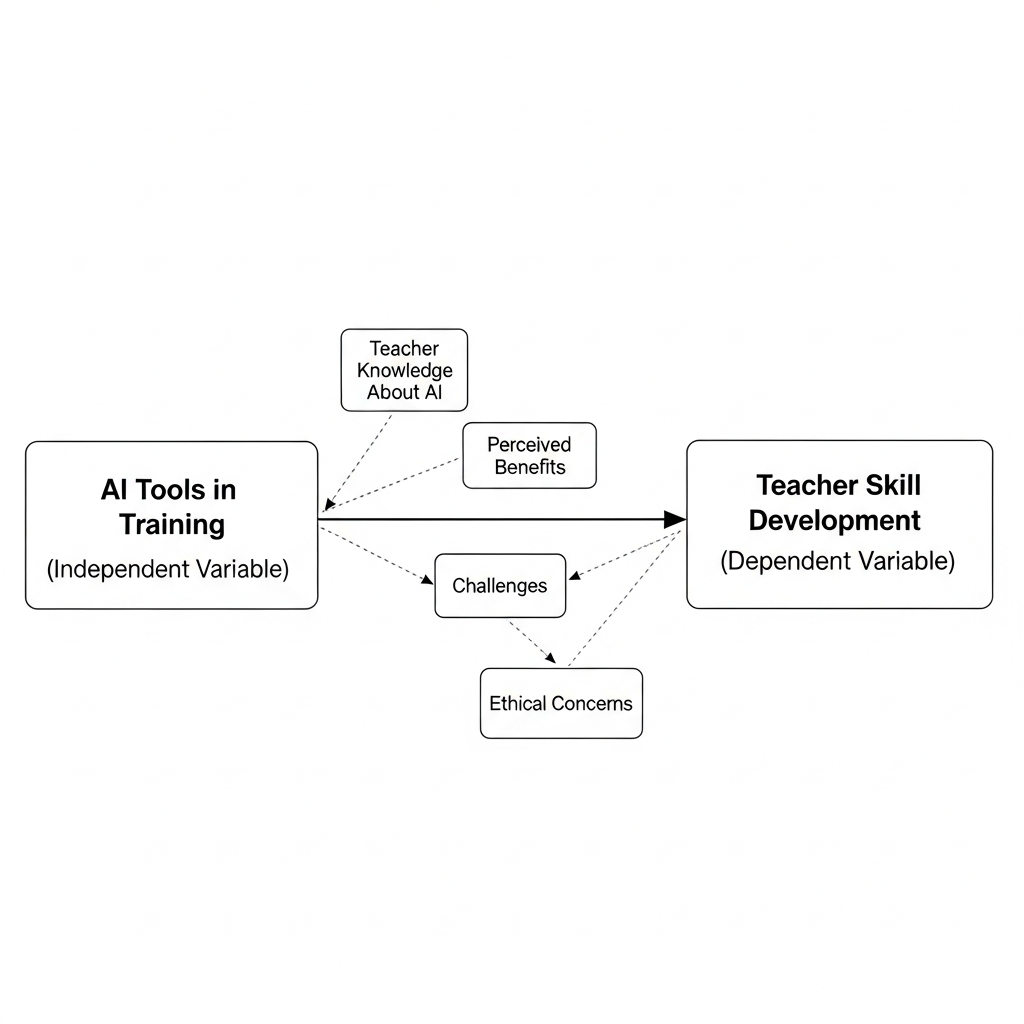 Teacher
Knowledge
About AI
Perceived
Benefits
AI Tools in
Training
(Independent Variable)
Teacher Skill
Development
(Dependent Variable)
Challenges
Ethical Concerns